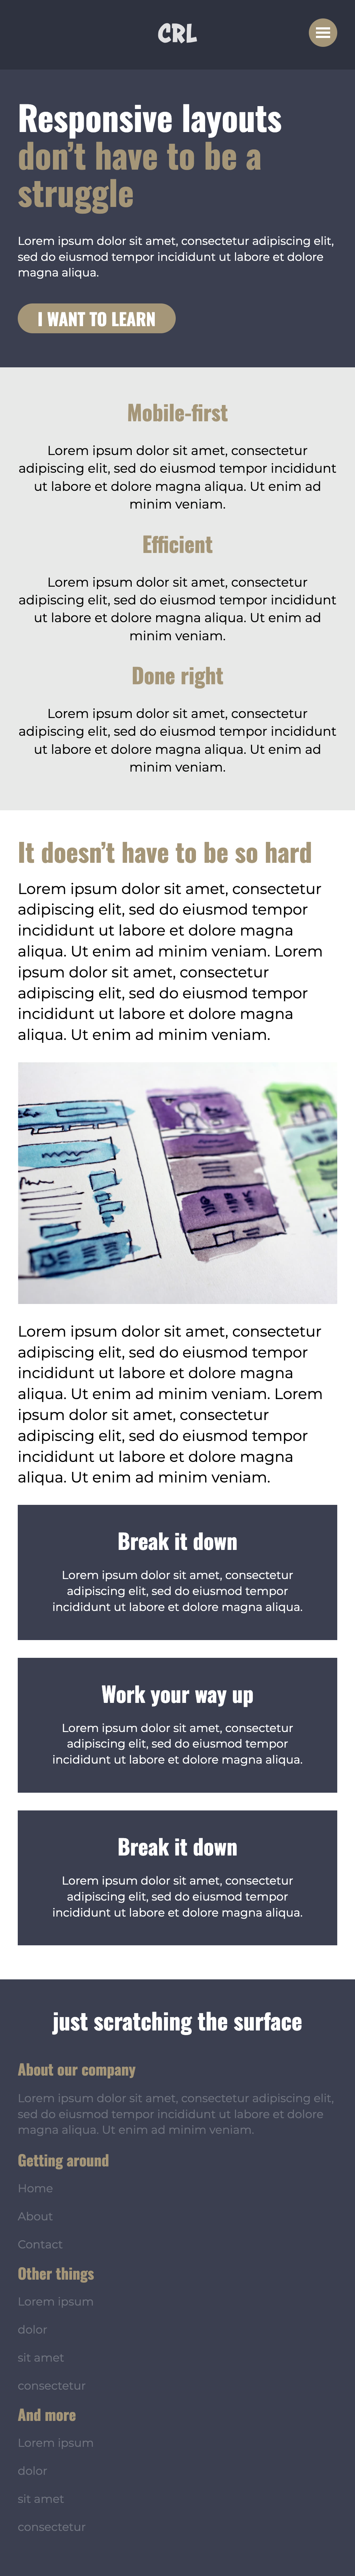 CRL
Responsive layouts
don’t have to be a
struggle
Lorem ipsum dolor sit amet, consectetur adipiscing elit,
sed do eiusmod tempor incididunt ut labore et dolore
magna aliqua.
I WANT TO LEARN
Mobile-first
Lorem ipsum dolor sit amet, consectetur
adipiscing elit, sed do eiusmod tempor incididunt
ut labore et dolore magna aliqua. Ut enim ad
minim veniam.
Efficient
Lorem ipsum dolor sit amet, consectetur
adipiscing elit, sed do eiusmod tempor incididunt
ut labore et dolore magna aliqua. Ut enim ad
minim veniam.
Done right
Lorem ipsum dolor sit amet, consectetur
adipiscing elit, sed do eiusmod tempor incididunt
ut labore et dolore magna aliqua. Ut enim ad
minim veniam.
It doesn’t have to be so hard
Lorem ipsum dolor sit amet, consectetur
adipiscing elit, sed do eiusmod tempor
incididunt ut labore et dolore magna
aliqua. Ut enim ad minim veniam. Lorem
ipsum dolor sit amet, consectetur
adipiscing elit, sed do eiusmod tempor
incididunt ut labore et dolore magna
aliqua. Ut enim ad minim veniam.
Lorem ipsum dolor sit amet, consectetur
adipiscing elit, sed do eiusmod tempor
incididunt ut labore et dolore magna
aliqua. Ut enim ad minim veniam. Lorem
ipsum dolor sit amet, consectetur
adipiscing elit, sed do eiusmod tempor
incididunt ut labore et dolore magna
aliqua. Ut enim ad minim veniam.
Break it down
Lorem ipsum dolor sit amet, consectetur
adipiscing elit, sed do eiusmod tempor
incididunt ut labore et dolore magna aliqua.
Work your way up
Lorem ipsum dolor sit amet, consectetur
adipiscing elit, sed do eiusmod tempor
incididunt ut labore et dolore magna aliqua.
Break it down
Lorem ipsum dolor sit amet, consectetur
adipiscing elit, sed do eiusmod tempor
incididunt ut labore et dolore magna aliqua.
just scratching the surface
About our company
Lorem ipsum dolor sit amet, consectetur adipiscing elit,
sed do eiusmod tempor incididunt ut labore et dolore
magna aliqua. Ut enim ad minim veniam.
Getting around
Home
About
Contact
Other things
Lorem ipsum
dolor
sit amet
consectetur
And more
Lorem ipsum
dolor
sit amet
consectetur